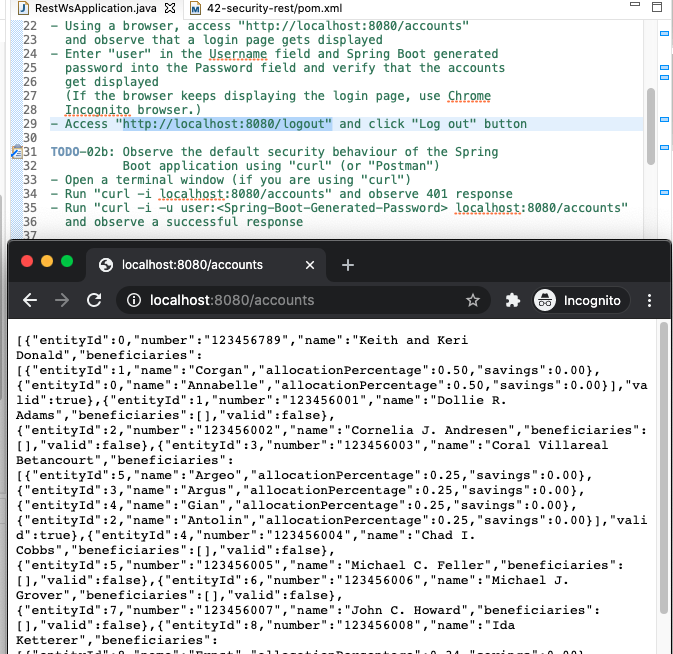 RestWsApplication.java
42-security-rest/pom.xml
22 - Using a browser, access "http://localhost:8080/accounts"
23 and observe that a login page gets displayed
24 - Enter "user" in the Username field and Spring Boot generated
25 password into the Password field and verify that the accounts
26 get displayed
27 (If the browser keeps displaying the login page, use Chrome
28 Incognito browser.)
29 - Access "http://localhost:8080/logout" and click "Log out" button
30
31 TODO-02b: Observe the default security behaviour of the Spring
32 Boot application using "curl" (or "Postman")
33 - Open a terminal window (if you are using "curl")
34 - Run "curl -i localhost:8080/accounts" and observe 401 response
35 - Run "curl -i -u user:<Spring-Boot-Generated-Password> localhost:8080/accounts"
36 and observe a successful response
37
localhost:8080/accounts
localhost:8080/accounts
Incognito
[{"entityId":0,"number":"123456789","name":"Keith and Keri
Donald","beneficiaries":
[{"entityId":1,"name":"Corgan","allocationPercentage":0.50,"savings":0.00},
{"entityId":0,"name":"Annabelle","allocationPercentage":0.50,"savings":0.00}],"va
lid":true},{"entityId":1,"number":"123456001","name":"Dollie R.
Adams","beneficiaries":[],"valid":false},
{"entityId":2,"number":"123456002","name":"Cornelia J. Andresen","beneficiaries":
[],"valid":false},{"entityId":3,"number":"123456003","name":"Coral Villareal
Betancourt","beneficiaries":
[{"entityId":5,"name":"Argeo","allocationPercentage":0.25,"savings":0.00},
{"entityId":3,"name":"Argus","allocationPercentage":0.25,"savings":0.00},
{"entityId":4,"name":"Gian","allocationPercentage":0.25,"savings":0.00},
{"entityId":2,"name":"Antolin","allocationPercentage":0.25,"savings":0.00}],"vali
d":true},{"entityId":4,"number":"123456004","name":"Chad I.
Cobbs","beneficiaries":[],"valid":false},
{"entityId":5,"number":"123456005","name":"Michael C. Feller","beneficiaries":
[],"valid":false},{"entityId":6,"number":"123456006","name":"Michael J.
Grover","beneficiaries":[],"valid":false},
{"entityId":7,"number":"123456007","name":"John C. Howard","beneficiaries":
[],"valid":false},{"entityId":8,"number":"123456008","name":"Ida
Ketterer","beneficiaries":